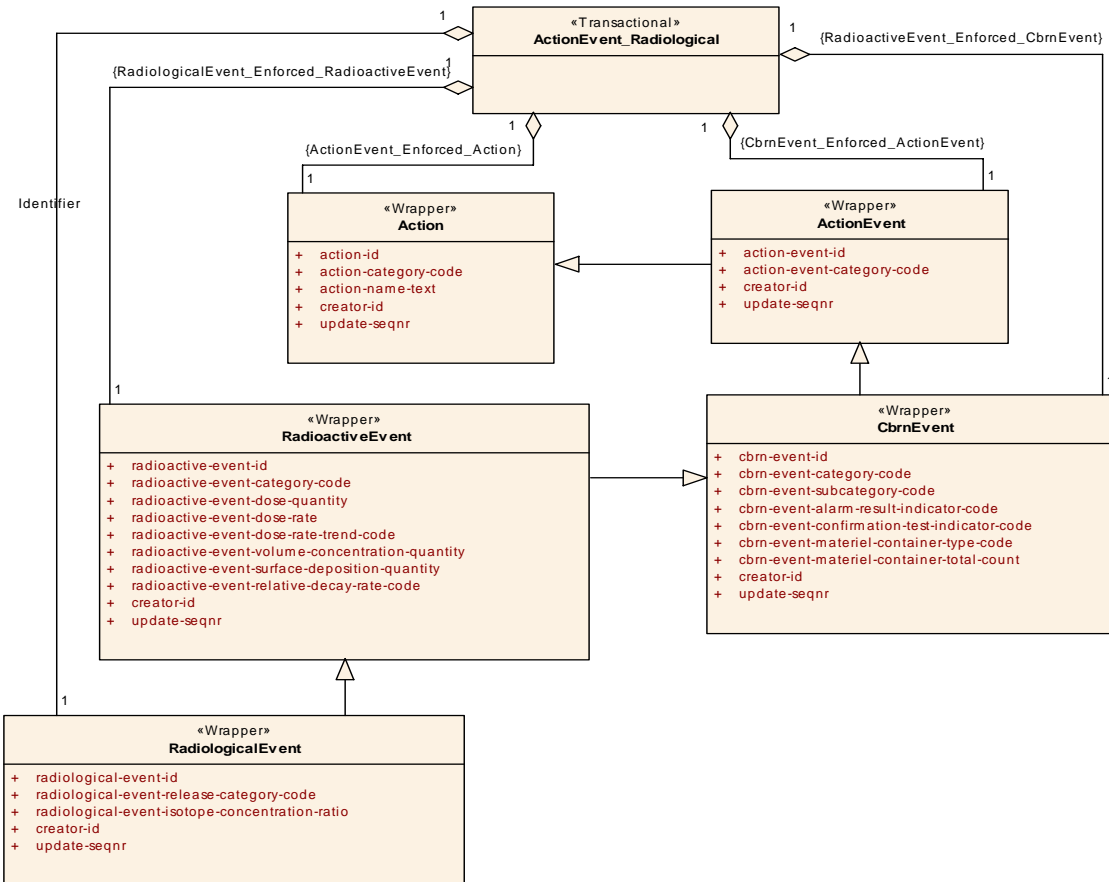 1
«Transactional»
ActionEvent_Radiological
1
{RadioactiveEvent_Enforced_CbrnEvent}
{RadiologicalEvent_Enforced_RadioactiveEvent}
1
1
1
{ActionEvent_Enforced_Action}
{CbrnEvent_Enforced_ActionEvent}
1
1
Identifier
«Wrapper»
Action
+ action-id
+ action-category-code
+ action-name-text
+ creator-id
+ update-seqnr
«Wrapper»
ActionEvent
+ action-event-id
+ action-event-category-code
+ creator-id
+ update-seqnr
1
1
«Wrapper»
RadioactiveEvent
+ radioactive-event-id
+ radioactive-event-category-code
+ radioactive-event-dose-quantity
+ radioactive-event-dose-rate
+ radioactive-event-dose-rate-trend-code
+ radioactive-event-volume-concentration-quantity
+ radioactive-event-surface-deposition-quantity
+ radioactive-event-relative-decay-rate-code
+ creator-id
+ update-seqnr
«Wrapper»
CbrnEvent
+ cbrn-event-id
+ cbrn-event-category-code
+ cbrn-event-subcategory-code
+ cbrn-event-alarm-result-indicator-code
+ cbrn-event-confirmation-test-indicator-code
+ cbrn-event-materiel-container-type-code
+ cbrn-event-materiel-container-total-count
+ creator-id
+ update-seqnr
1
«Wrapper»
RadiologicalEvent
+ radiological-event-id
+ radiological-event-release-category-code
+ radiological-event-isotope-concentration-ratio
+ creator-id
+ update-seqnr